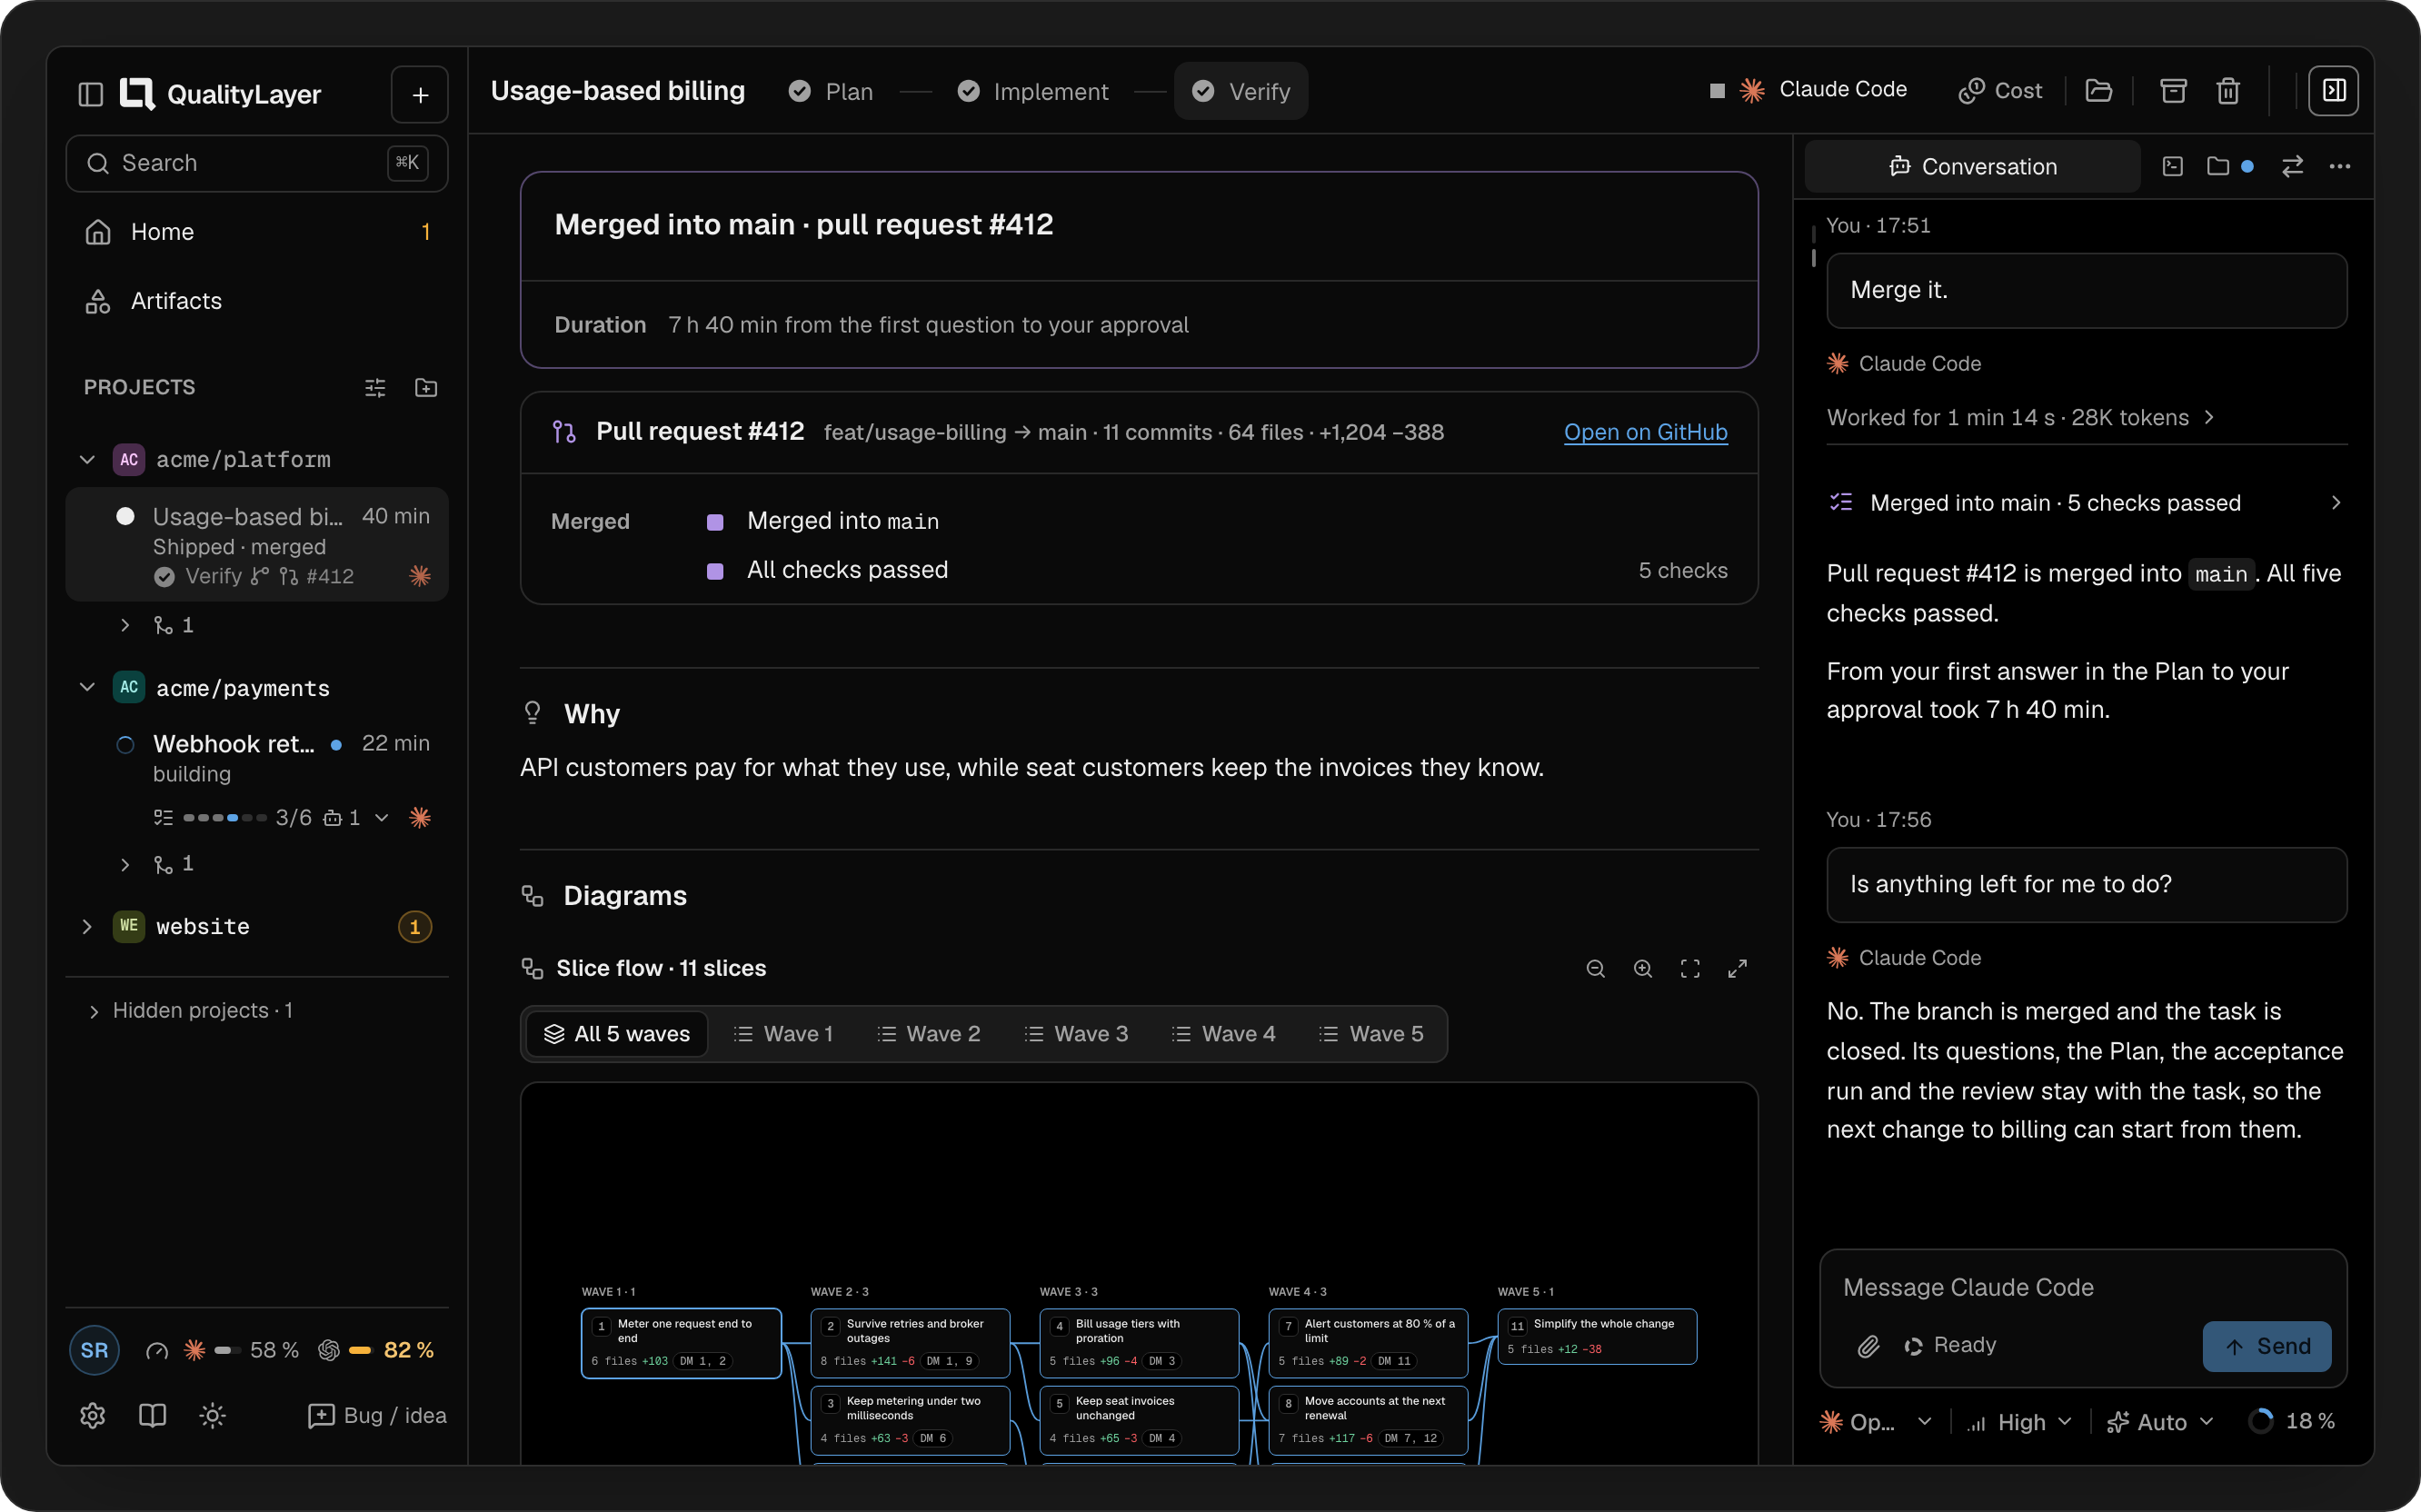 QualityLayer
Search
⌘K
Home
1
Artifacts
PROJECTS
AC
acme/platform
Usage-based bi...
40 min
Shipped · merged
Verify
#412
1
AC
acme/payments
Webhook ret...
22 min
building
3/6
1
1
WE
website
1
Hidden projects · 1
SR
58 %
82 %
Bug / idea
Usage-based billing
Plan
Implement
Verify
Claude Code
Cost
Merged into main · pull request #412
Duration
7 h 40 min from the first question to your approval
Pull request #412
feat/usage-billing → main · 11 commits · 64 files · +1,204 −388
Open on GitHub
Merged
Merged into main
All checks passed
5 checks
Why
API customers pay for what they use, while seat customers keep the invoices they know.
Diagrams
Slice flow · 11 slices
All 5 waves
Wave 1
Wave 2
Wave 3
Wave 4
Wave 5
WAVE 1 · 1
1
Meter one request end to
end
6 files +103
DM 1, 2
WAVE 2 · 3
2
Survive retries and broker
outages
8 files +141 −6
DM 1, 9
3
Keep metering under two
milliseconds
4 files +63 −3
DM 6
WAVE 3 · 3
4
Bill usage tiers with
proration
5 files +96 −4
DM 3
5
Keep seat invoices
unchanged
4 files +65 −3
DM 4
WAVE 4 · 3
7
Alert customers at 80 % of a
limit
5 files +89 −2
DM 11
8
Move accounts at the next
renewal
7 files +117 −6
DM 7, 12
WAVE 5 · 1
11
Simplify the whole change
5 files +12 −38
Conversation
You · 17:51
Merge it.
Claude Code
Worked for 1 min 14 s · 28K tokens
Merged into main · 5 checks passed
Pull request #412 is merged into main. All five
checks passed.
From your first answer in the Plan to your
approval took 7 h 40 min.
You · 17:56
Is anything left for me to do?
Claude Code
No. The branch is merged and the task is
closed. Its questions, the Plan, the acceptance
run and the review stay with the task, so the
next change to billing can start from them.
Message Claude Code
Ready
Send
Op...
High
Auto
18 %